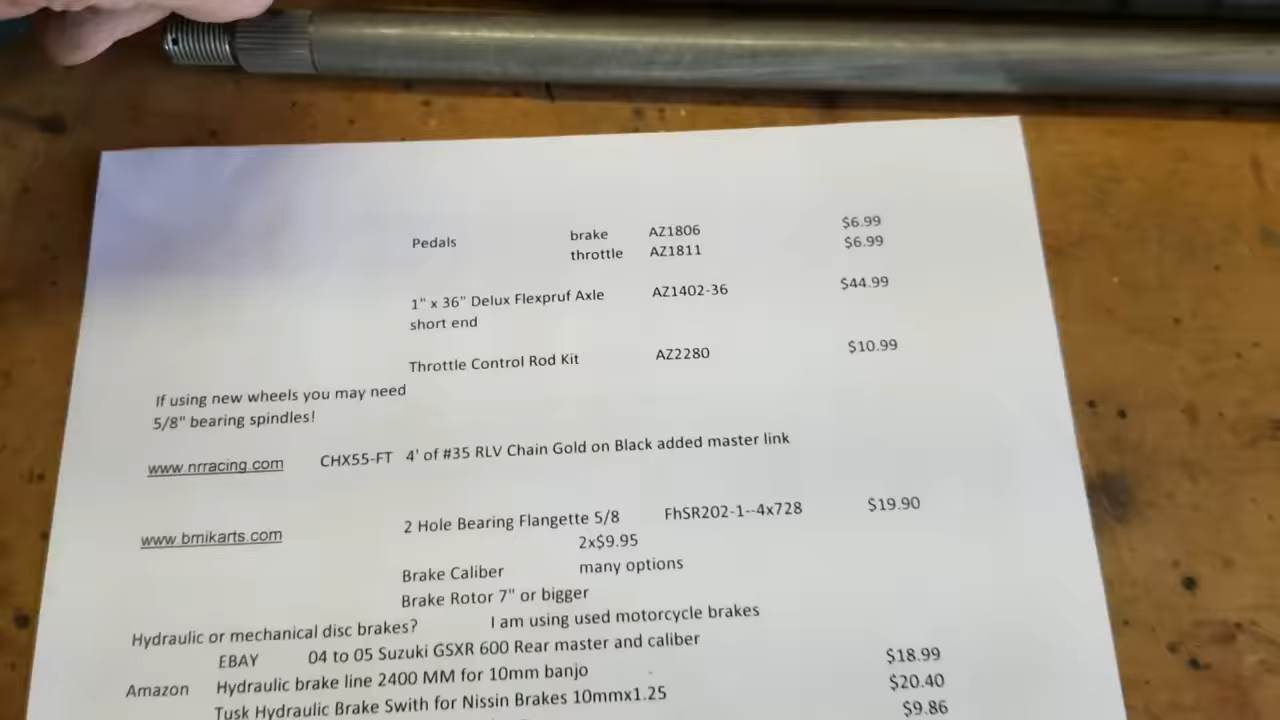 Pedals brake AZ1806 $6.99
throttle AZ1811 $6.99
1" x 36" Delux Flexpruf Axle AZ1402-36 $44.99
short end
Throttle Control Rod Kit AZ2280 $10.99
If using new wheels you may need
5/8" bearing spindles!
www.nrracing.com CHX55-FT 4' of #35 RLV Chain Gold on Black added master link
www.bmikarts.com 2 Hole Bearing Flangette 5/8 FhSR202-1--4x728 $19.90
2x$9.95
Brake Caliber many options
Brake Rotor 7" or bigger
Hydraulic or mechanical disc brakes? I am using used motorcycle brakes
EBAY 04 to 05 Suzuki GSXR 600 Rear master and caliber $18.99
Amazon Hydraulic brake line 2400 MM for 10mm banjo $20.40
Tusk Hydraulic Brake Swith for Nissin Brakes 10mmx1.25 $9.86